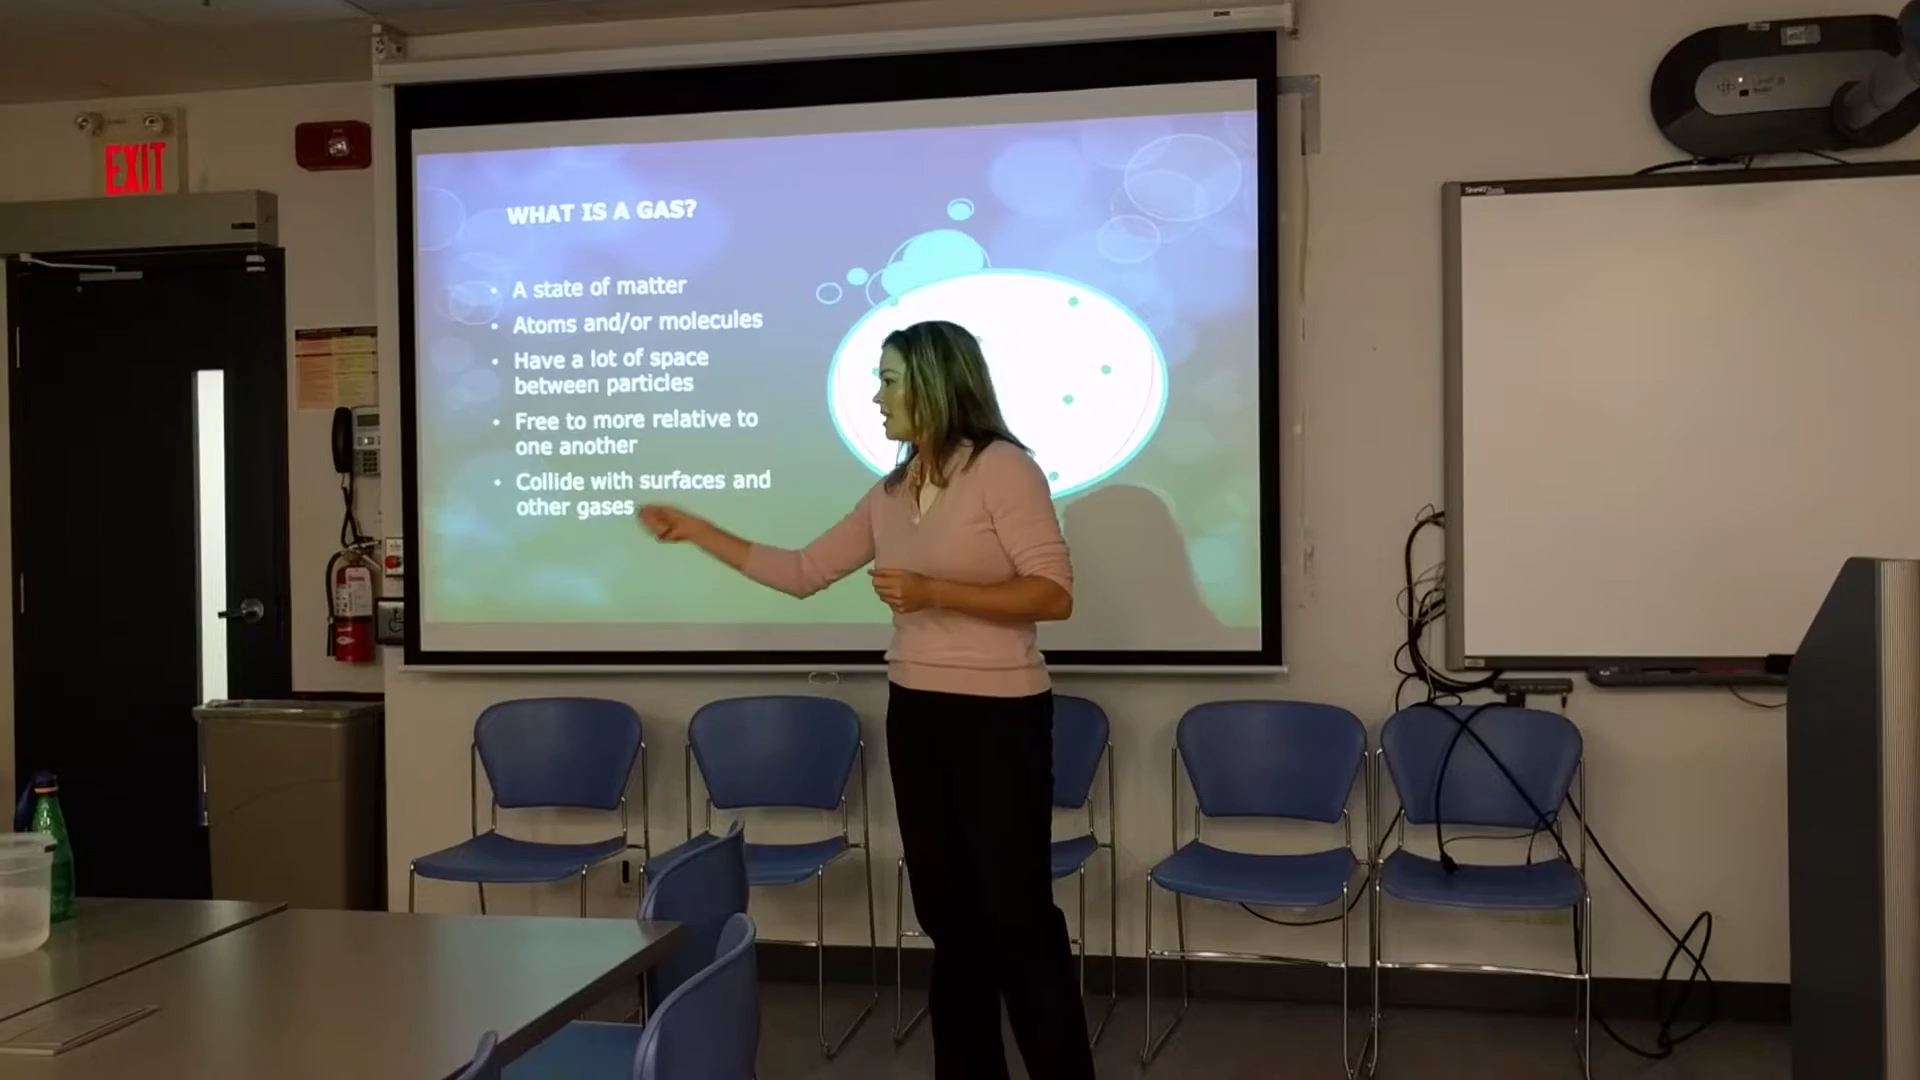 EXIT
WHAT IS A GAS?
• A state of matter
• Atoms and/or molecules
• Have a lot of space
between particles
• Free to more relative to
one another
• Collide with surfaces and
other gases